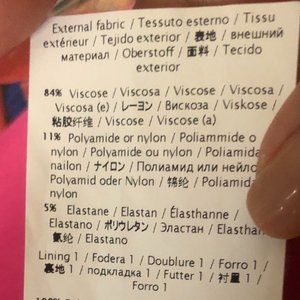 External fabric / Tessuto esterno / Tissu
extérieur / Tejido exterior / 表地 / внешний
материал / Oberstoff / 面料 / Tecido
exterior
84% Viscose / Viscosa / Viscose / Viscosa /
Viscosa (e) / レーヨン / Вискоза / Viskose /
粘胶纤维 / Viscose / Viscosa (a)
11% Polyamide or nylon / Poliammide o
nylon / Polyamide ou nylon / Poliamida
nailon / ナイロン / Полиамид или нейло
Polyamid oder Nylon / 锦纶 / Poliamida
nylon
5% Elastane / Elastan / Élasthanne /
Elastano / ポリウレタン / Эластан / Elasthan
氨纶 / Elastano
Lining 1 / Fodera 1 / Doublure 1 / Forro 1 /
裏地 1 / подкладка 1 / Futter 1 / 衬里 1 /
Forro 1
100%